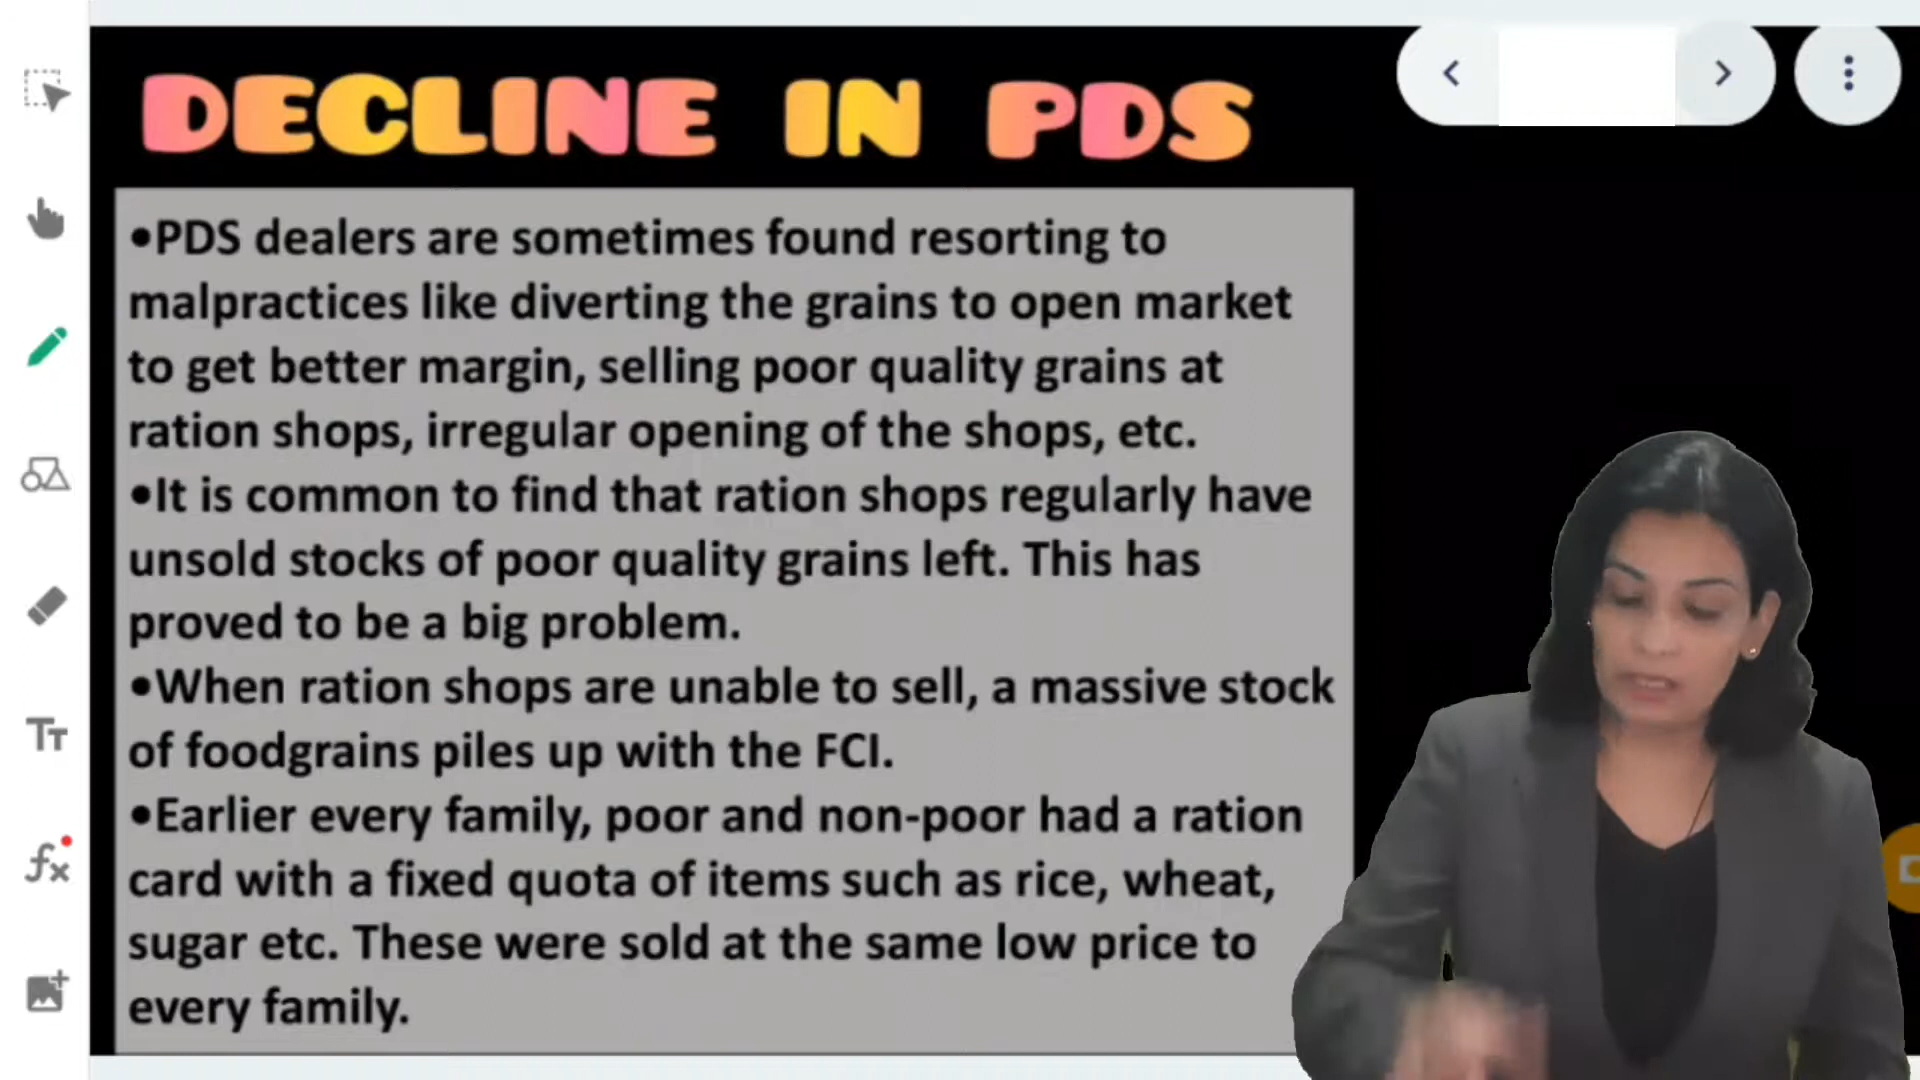 DECLINE IN PDS
•PDS dealers are sometimes found resorting to
malpractices like diverting the grains to open market
to get better margin, selling poor quality grains at
ration shops, irregular opening of the shops, etc.
•It is common to find that ration shops regularly have
unsold stocks of poor quality grains left. This has
proved to be a big problem.
•When ration shops are unable to sell, a massive stock
of foodgrains piles up with the FCI.
•Earlier every family, poor and non-poor had a ration
card with a fixed quota of items such as rice, wheat,
sugar etc. These were sold at the same low price to
every family.
TT
fx